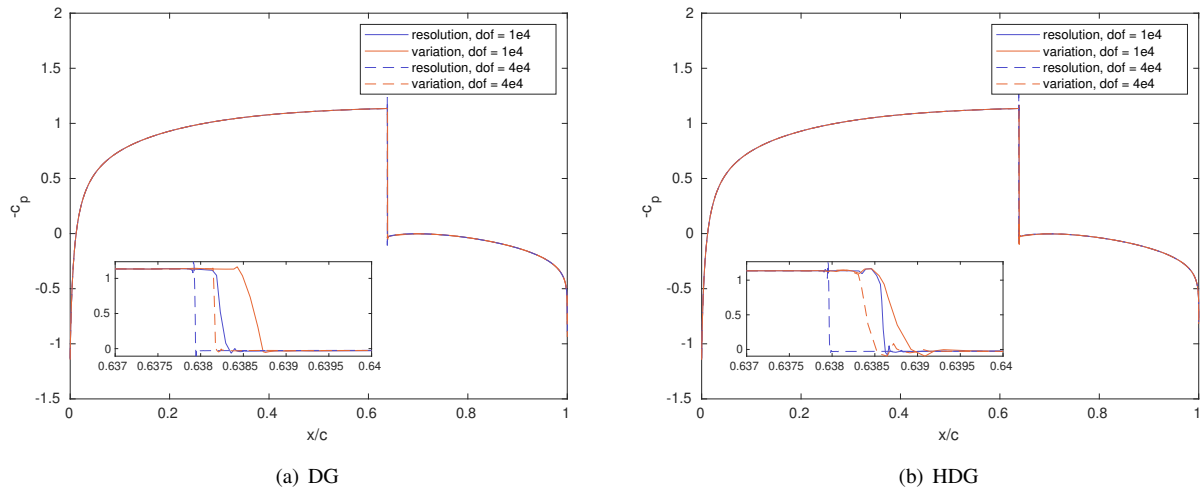 2
1.5
1
0.5
0
-0.5
-1
-1.5
-c_p
resolution, dof = 1e4
variation, dof = 1e4
resolution, dof = 4e4
variation, dof = 4e4
1
0.5
0
0.637 0.6375 0.638 0.6385 0.639 0.6395 0.64
0 0.2 0.4 0.6 0.8 1
x/c
(a) DG
2
1.5
1
0.5
0
-0.5
-1
-1.5
-c_p
resolution, dof = 1e4
variation, dof = 1e4
resolution, dof = 4e4
variation, dof = 4e4
1
0.5
0
0.637 0.6375 0.638 0.6385 0.639 0.6395 0.64
0 0.2 0.4 0.6 0.8 1
x/c
(b) HDG